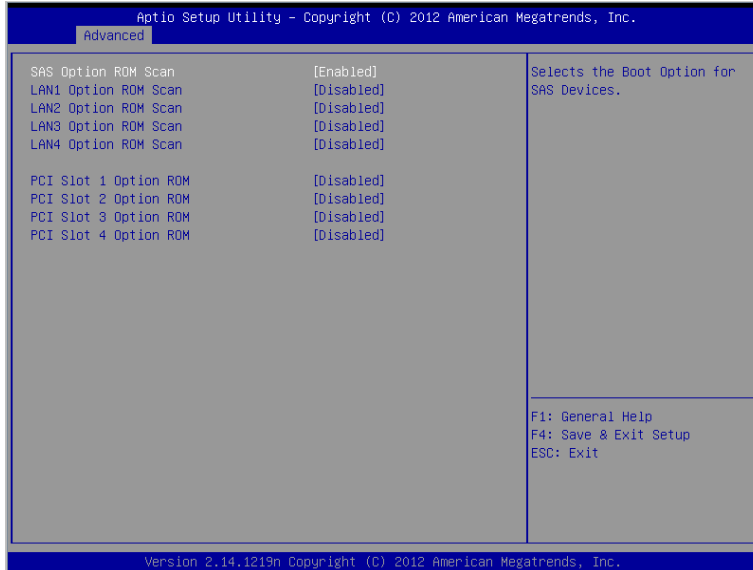 Aptio Setup Utility – Copyright (C) 2012 American Megatrends, Inc.
Advanced
SAS Option ROM Scan [Enabled]
LAN1 Option ROM Scan [Disabled]
LAN2 Option ROM Scan [Disabled]
LAN3 Option ROM Scan [Disabled]
LAN4 Option ROM Scan [Disabled]
PCI Slot 1 Option ROM [Disabled]
PCI Slot 2 Option ROM [Disabled]
PCI Slot 3 Option ROM [Disabled]
PCI Slot 4 Option ROM [Disabled]
Selects the Boot Option for
SAS Devices.
F1: General Help
F4: Save & Exit Setup
ESC: Exit
Version 2.14.1219n Copyright (C) 2012 American Megatrends, Inc.